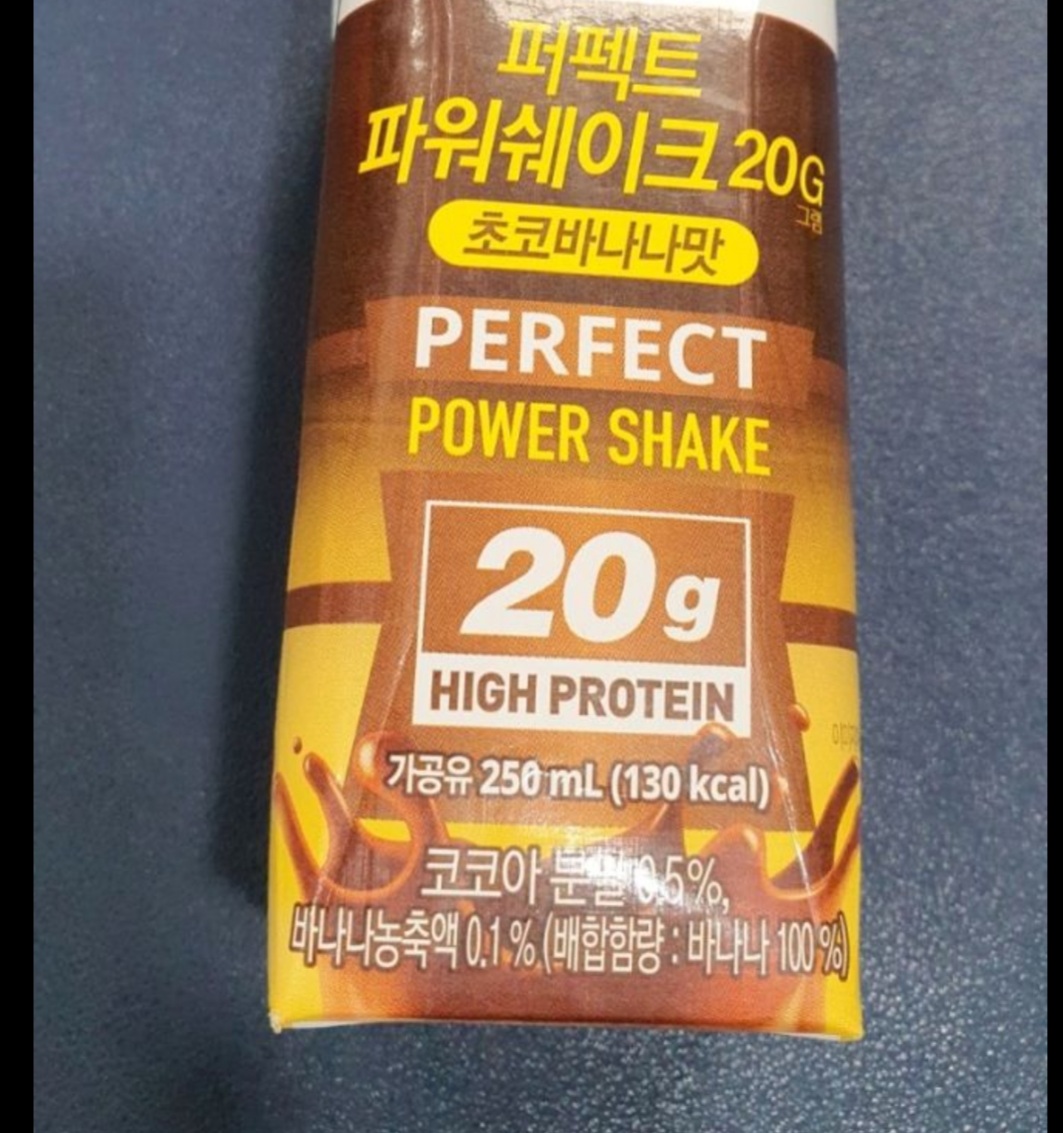 퍼펙트
파워쉐이크 20G
그램
초코바나나맛
PERFECT
POWER SHAKE
20g
HIGH PROTEIN
가공유 250 mL (130 kcal)
코코아 분말 0.5%,
바나나농축액 0.1 % (배합함량 : 바나나 100 %)